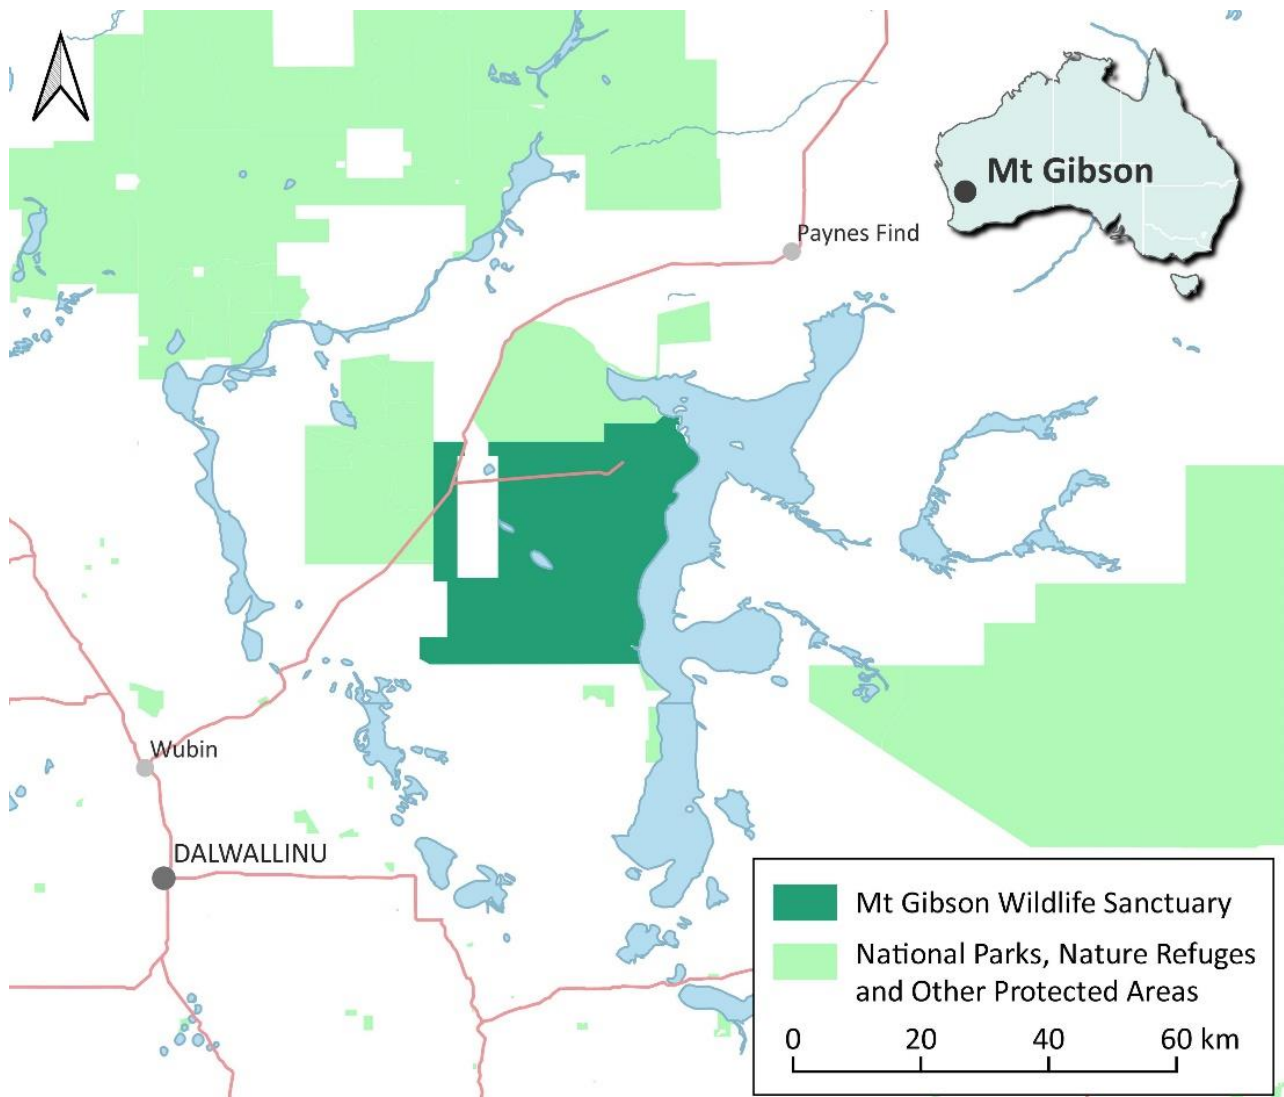 Mt Gibson
Paynes Find
Wubin
DALWALLINU
Mt Gibson Wildlife Sanctuary
National Parks, Nature Refuges
and Other Protected Areas
0 20 40 60 km